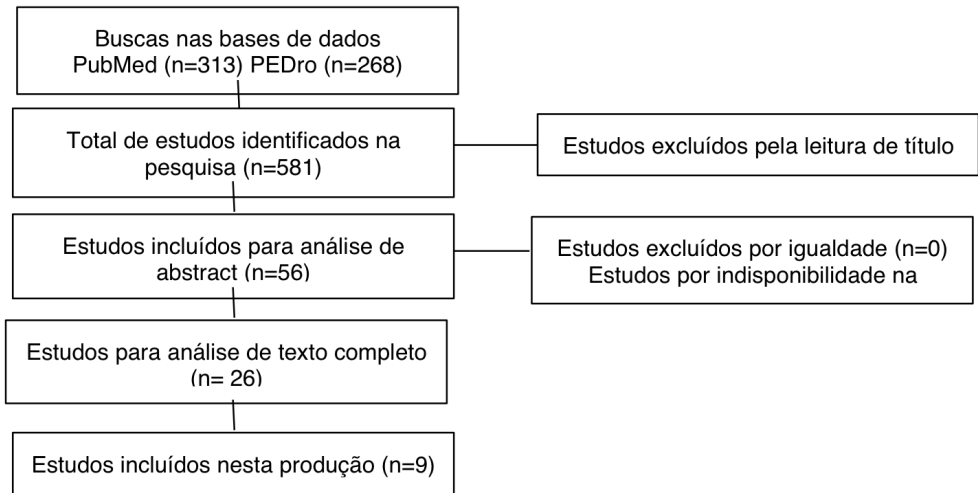 Buscas nas bases de dados
PubMed (n=313) PEDro (n=268)
Total de estudos identificados na
pesquisa (n=581)
Estudos excluídos pela leitura de título
Estudos incluídos para análise de
abstract (n=56)
Estudos excluídos por igualdade (n=0)
Estudos por indisponibilidade na
Estudos para análise de texto completo
(n= 26)
Estudos incluídos nesta produção (n=9)